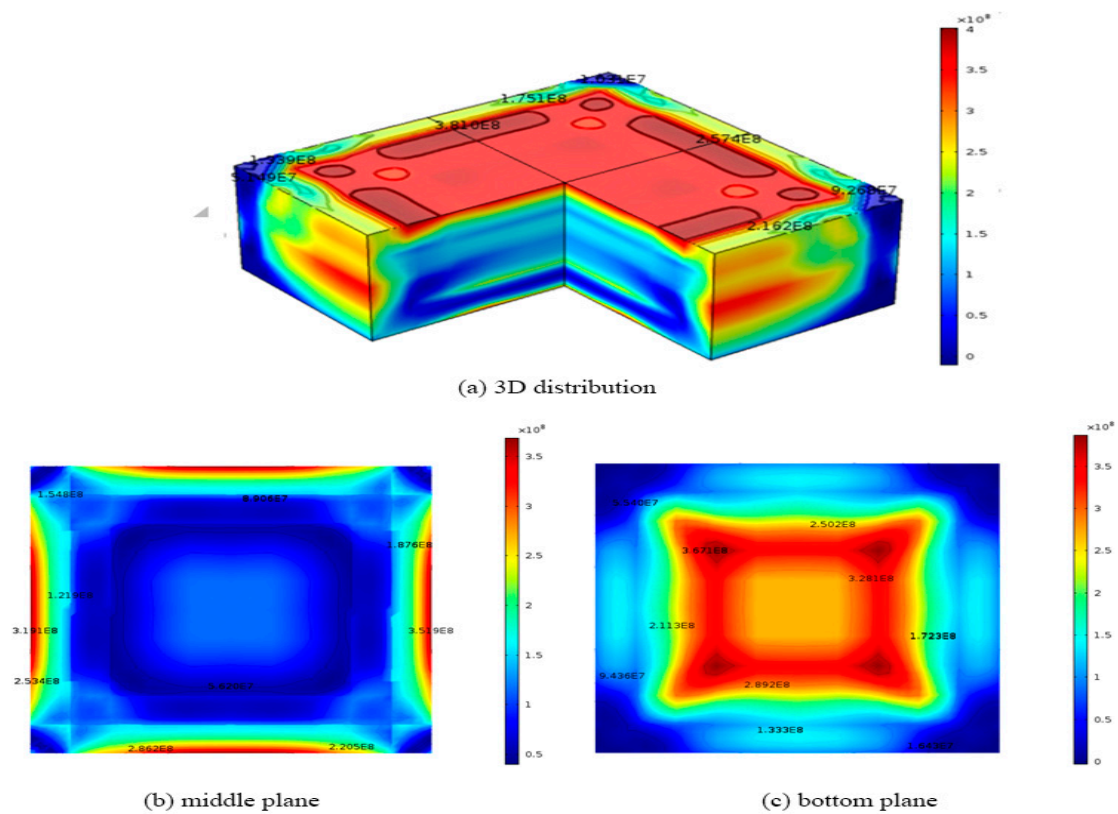 ×10⁸
4
3.5
3
2.5
2
1.5
1
0.5
0
1.751E8
3.816E8
2.574E8
2.162E8
(a) 3D distribution
×10⁸
3.5
3
2.5
2
1.5
1
0.5
1.548E8
8.906E7
1.876E8
1.219E8
3.191E8
3.519E8
2.534E8
2.862E8
2.205E8
(b) middle plane
×10⁸
3.5
3
2.5
2
1.5
1
0.5
0
2.502E8
3.671E8
3.281E8
2.113E8
1.723E8
9.436E7
2.892E8
1.333E8
(c) bottom plane